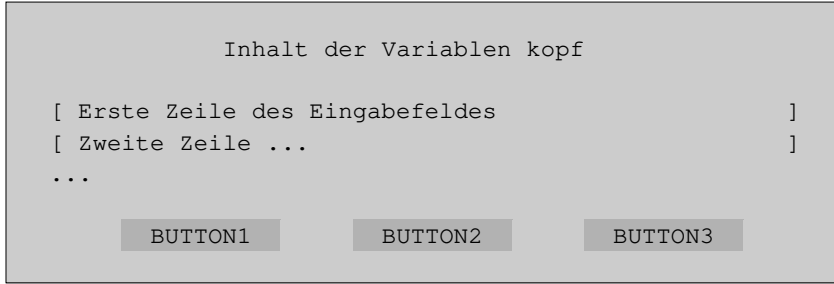 Inhalt der Variablen kopf
[ Erste Zeile des Eingabefeldes ]
[ Zweite Zeile ... ]
...
BUTTON1 BUTTON2 BUTTON3